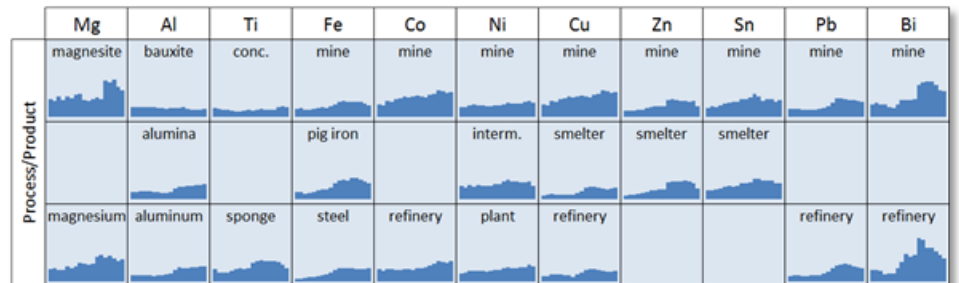 Mg Al Ti Fe Co Ni Cu Zn Sn Pb Bi
Process/Product
magnesite bauxite conc. mine mine mine mine mine mine mine mine
alumina pig iron interm. smelter smelter smelter
magnesium aluminum sponge steel refinery plant refinery refinery refinery